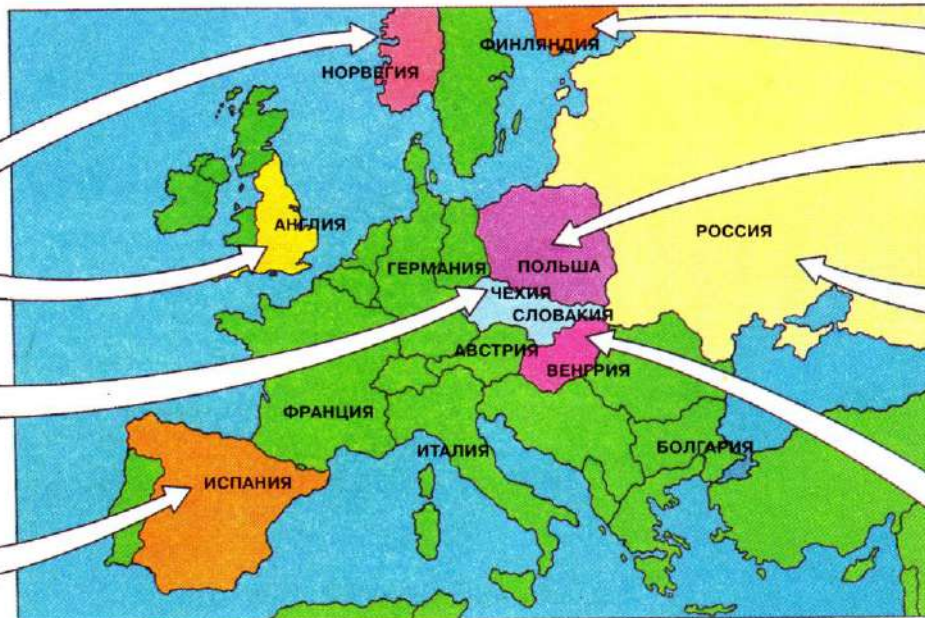 ФИНЛЯНДИЯ
НОРВЕГИЯ
АНГЛИЯ
РОССИЯ
ГЕРМАНИЯ
ПОЛЬША
ЧЕХИЯ
СЛОВАКИЯ
АВСТРИЯ
ВЕНГРИЯ
ФРАНЦИЯ
БОЛГАРИЯ
ИТАЛИЯ
ИСПАНИЯ